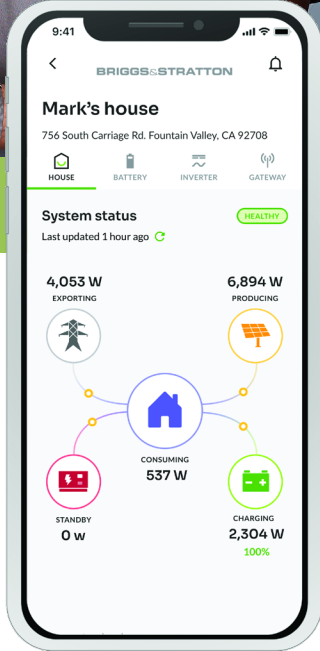 9:41
BRIGGS&STRATTON
Mark's house
756 South Carriage Rd. Fountain Valley, CA 92708
HOUSE BATTERY INVERTER GATEWAY
System status HEALTHY
Last updated 1 hour ago
4,053 W 6,894 W
EXPORTING PRODUCING
CONSUMING
537 W
STANDBY CHARGING
0 w 2,304 W
100%